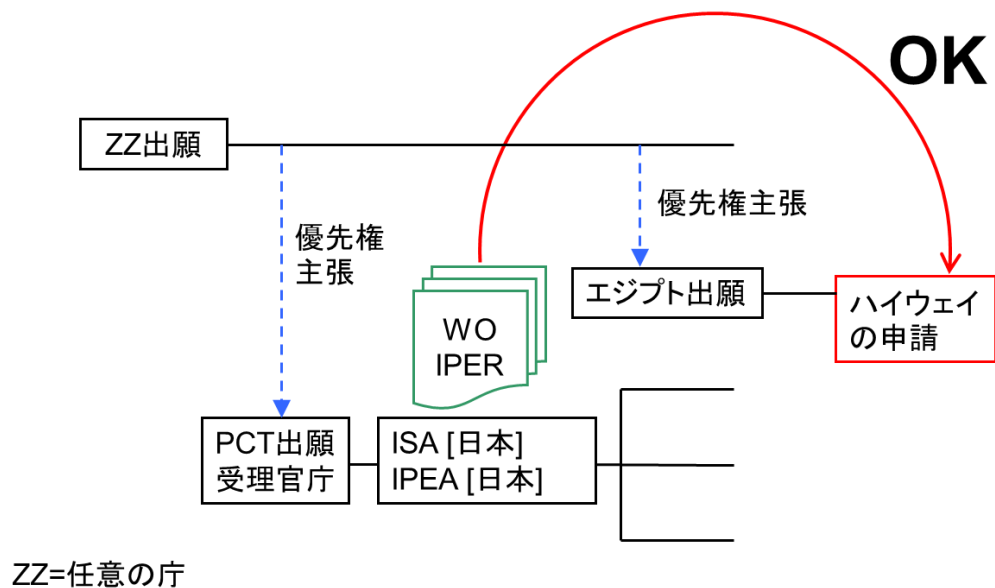 OK
ZZ出願
優先権
主張
優先権主張
エジプト出願
ハイウェイ
の申請
WO
IPER
PCT出願
受理官庁
ISA [日本]
IPEA [日本]
ZZ=任意の庁